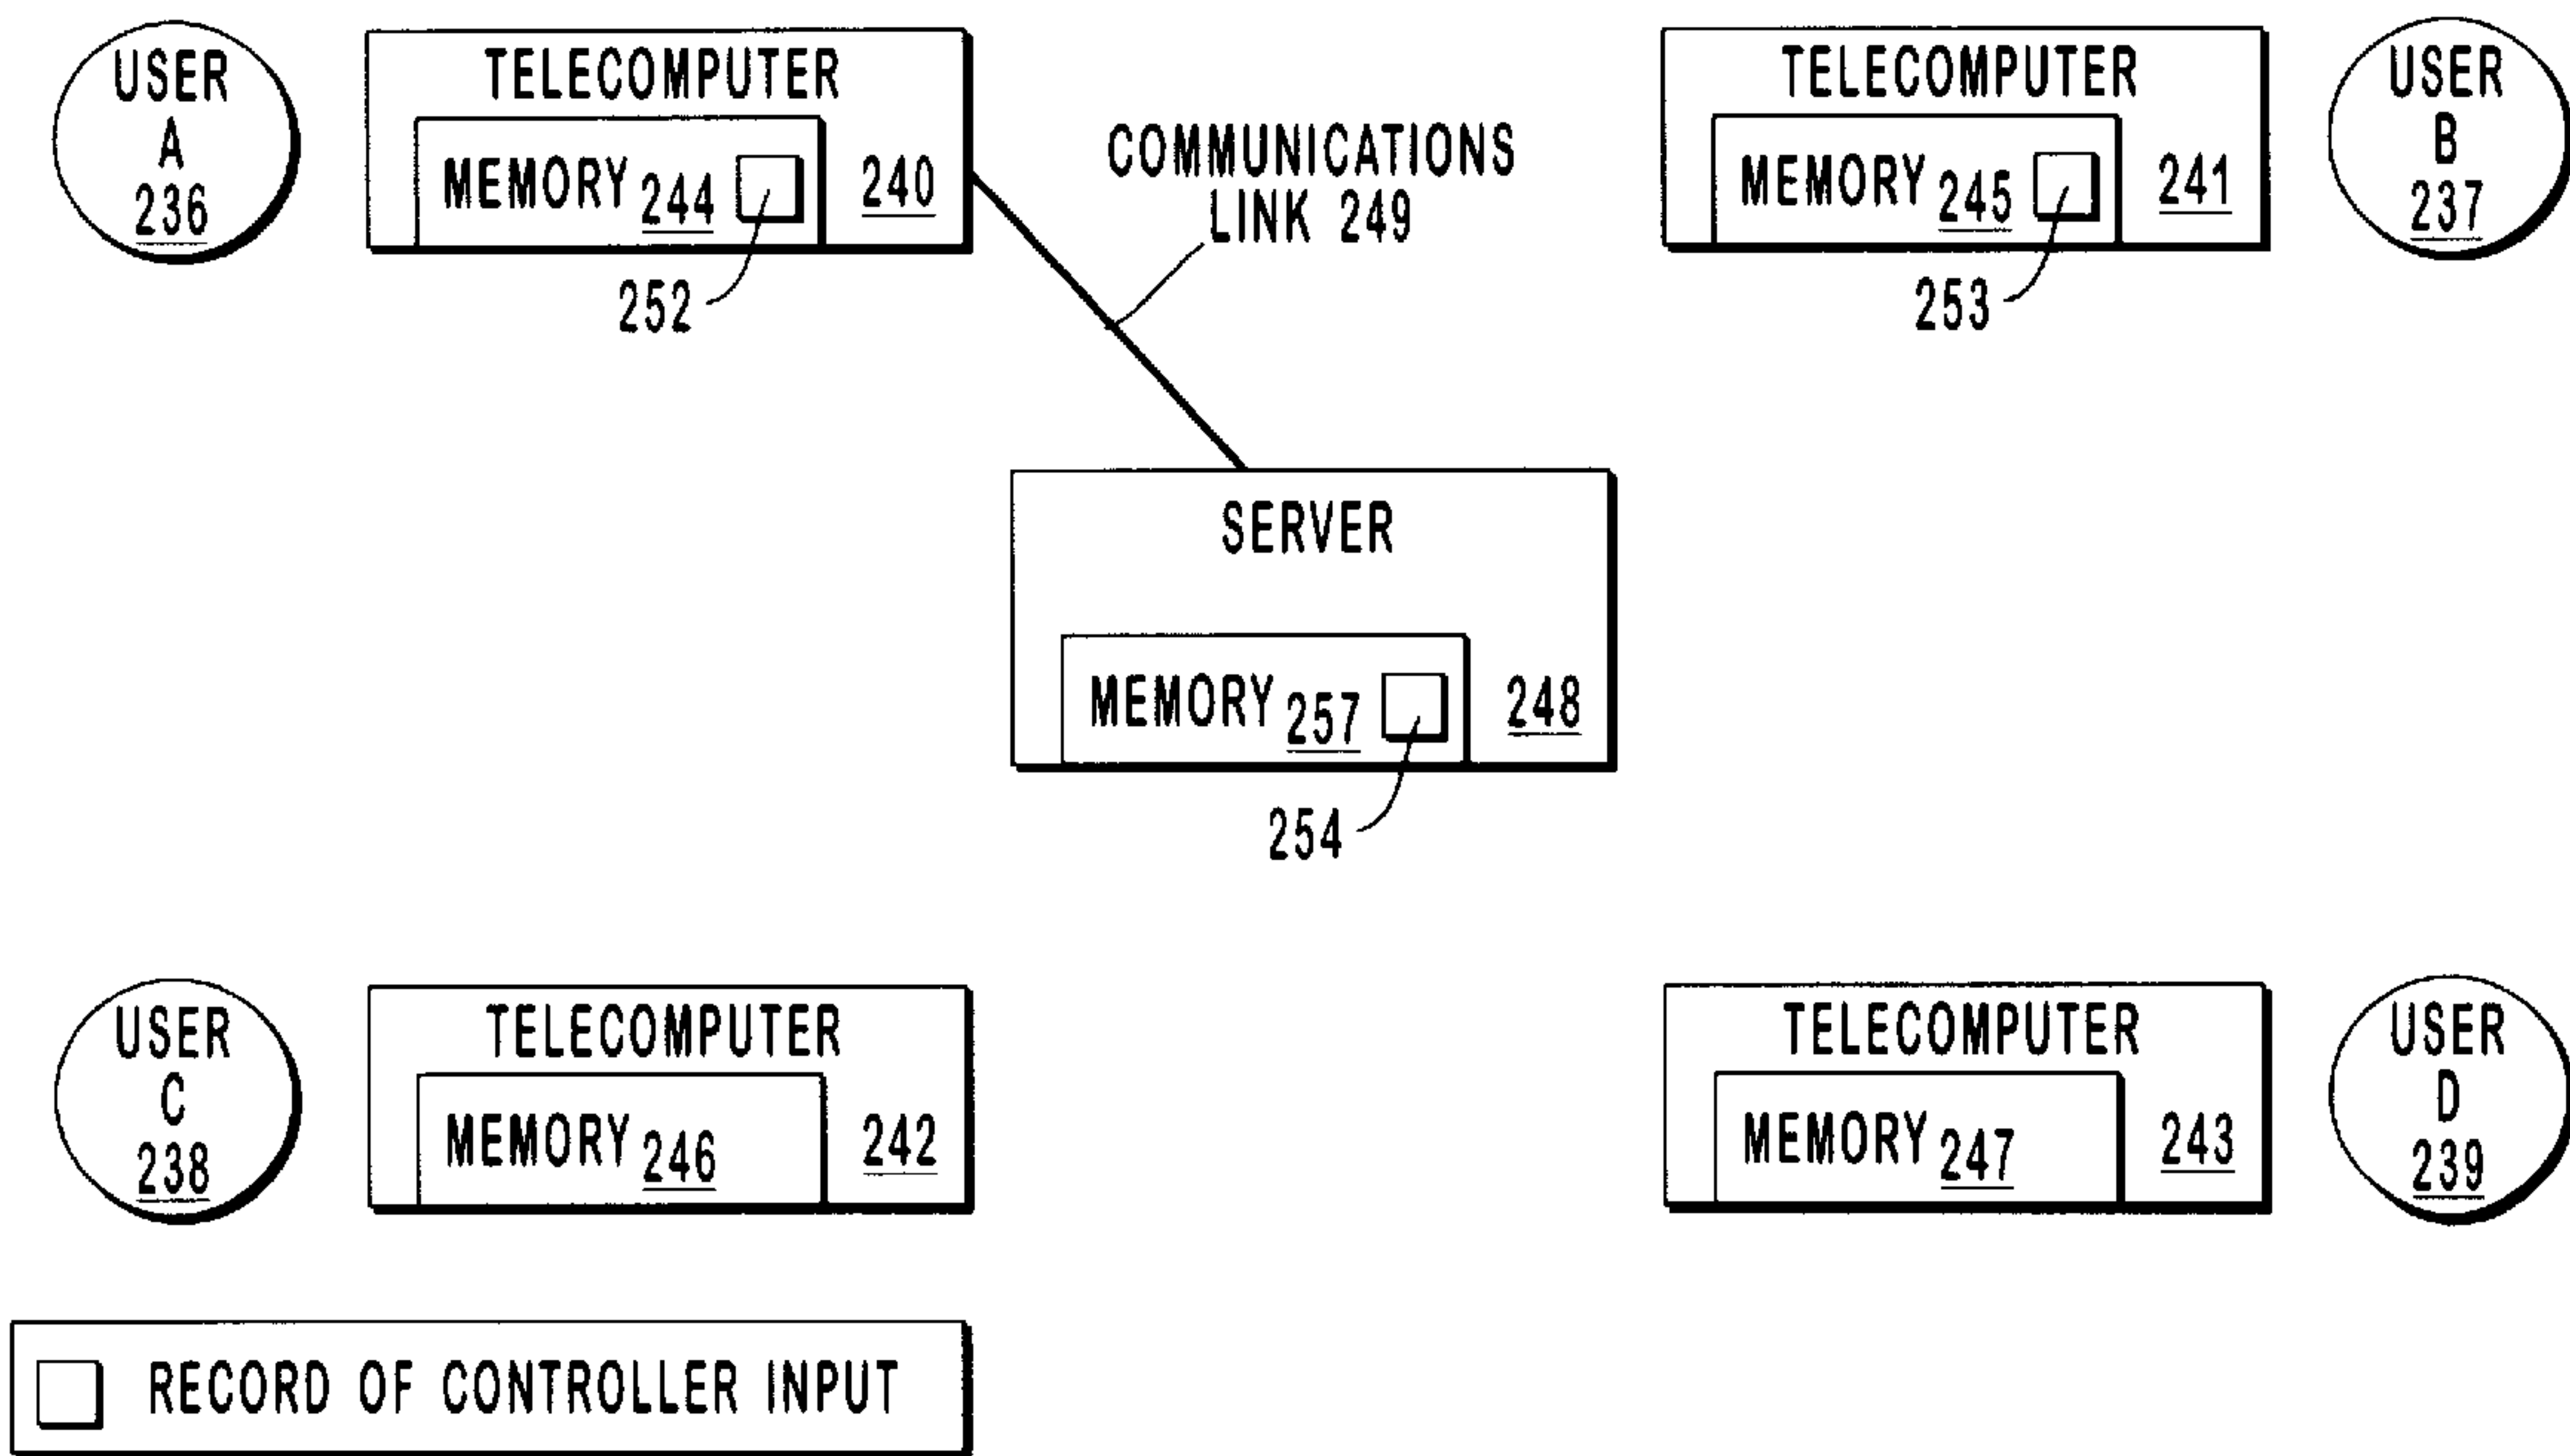 USER
A
236
TELECOMPUTER
MEMORY 244
240
252
COMMUNICATIONS
LINK 249
TELECOMPUTER
MEMORY 245
241
253
USER
B
237
SERVER
MEMORY 257
248
254
USER
C
238
TELECOMPUTER
MEMORY 246
242
TELECOMPUTER
MEMORY 247
243
USER
D
239
RECORD OF CONTROLLER INPUT